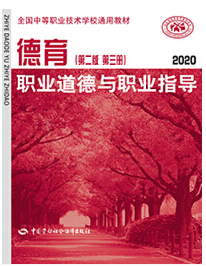 全国中等职业技术学校通用教材
德育(第二版 第三册) 2020
职业道德与职业指导
ZHIYE DAODE YU ZHIYE ZHIDAO
中国劳动社会保障出版社